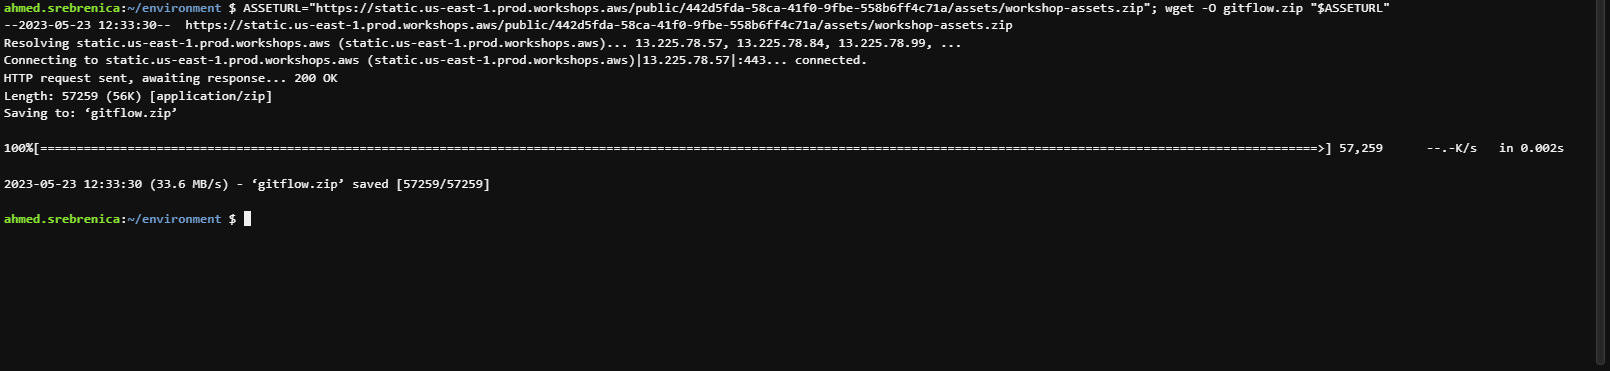 ahmed.srebrenica:~/environment $ ASSETURL="https://static.us-east-1.prod.workshops.aws/public/442d5fda-58ca-41f0-9fbe-558b6ff4c71a/assets/workshop-assets.zip"; wget -O gitflow.zip "$ASSETURL"
--2023-05-23 12:33:30--  https://static.us-east-1.prod.workshops.aws/public/442d5fda-58ca-41f0-9fbe-558b6ff4c71a/assets/workshop-assets.zip
Resolving static.us-east-1.prod.workshops.aws (static.us-east-1.prod.workshops.aws)... 13.225.78.57, 13.225.78.84, 13.225.78.99, ...
Connecting to static.us-east-1.prod.workshops.aws (static.us-east-1.prod.workshops.aws)|13.225.78.57|:443... connected.
HTTP request sent, awaiting response... 200 OK
Length: 57259 (56K) [application/zip]
Saving to: ‘gitflow.zip’
100%[================================================================================================================================================================================>] 57,259      --.-K/s   in 0.002s
2023-05-23 12:33:30 (33.6 MB/s) - ‘gitflow.zip’ saved [57259/57259]
ahmed.srebrenica:~/environment $